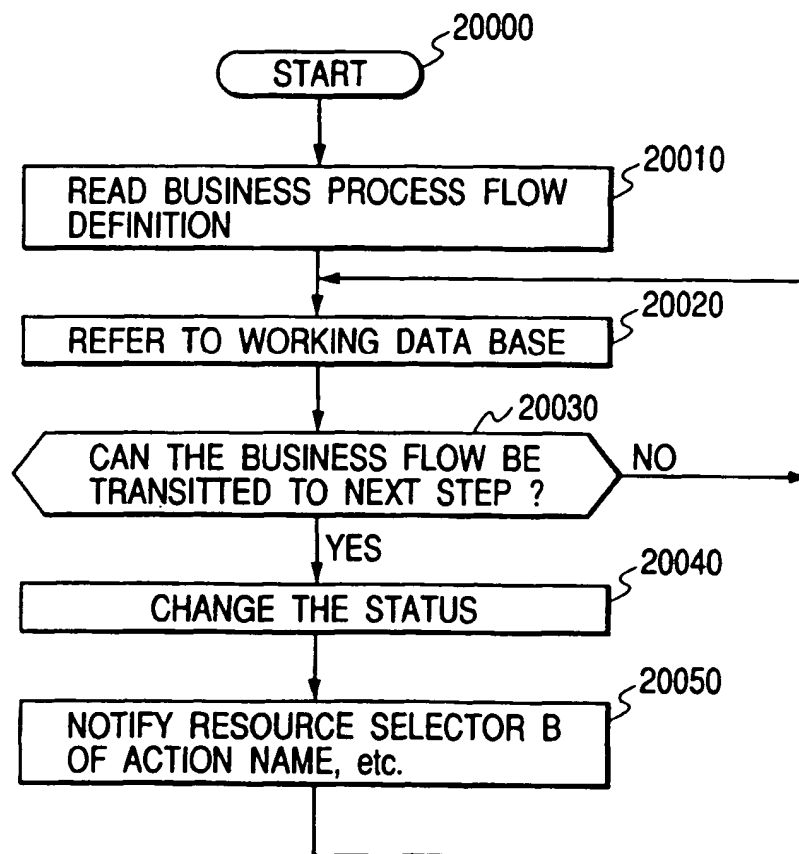 20000
START
20010
READ BUSINESS PROCESS FLOW
DEFINITION
20020
REFER TO WORKING DATA BASE
20030
CAN THE BUSINESS FLOW BE
TRANSITTED TO NEXT STEP ?
NO
YES
20040
CHANGE THE STATUS
20050
NOTIFY RESOURCE SELECTOR B
OF ACTION NAME, etc.